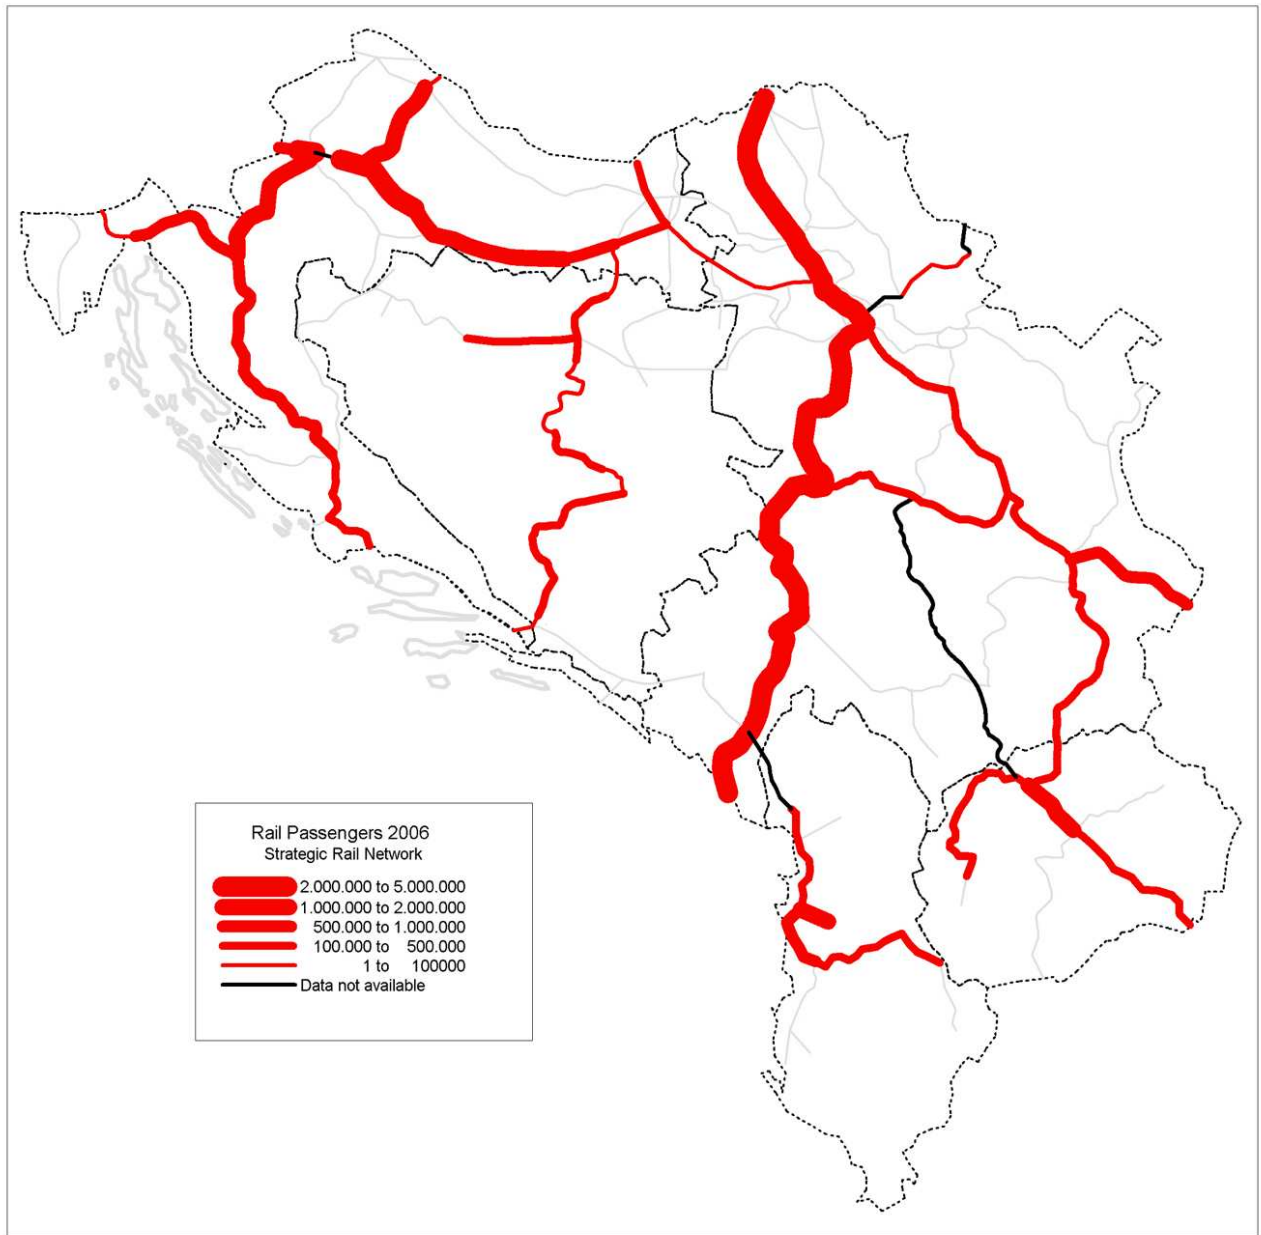 Rail Passengers 2006
Strategic Rail Network
2.000.000 to 5.000.000
1.000.000 to 2.000.000
500.000 to 1.000.000
100.000 to 500.000
1 to 100000
Data not available